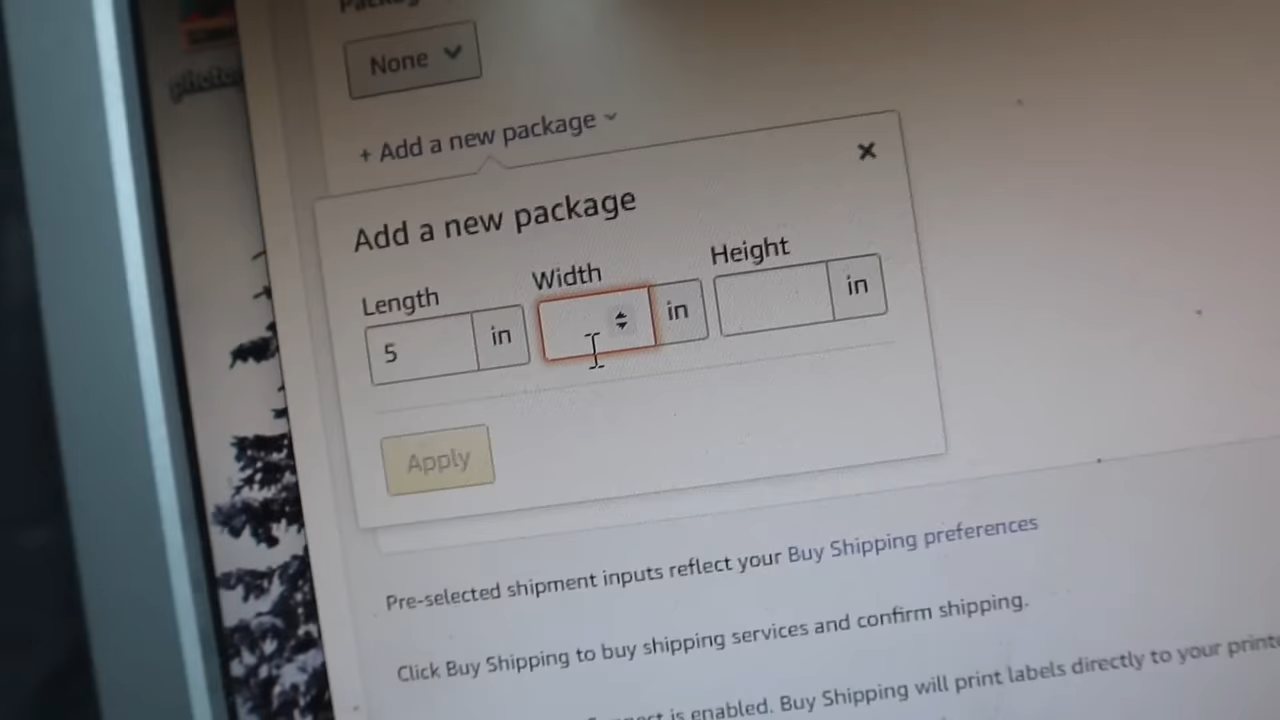 None
+ Add a new package
Add a new package
Length Width Height
5 in in in
Apply
Pre-selected shipment inputs reflect your Buy Shipping preferences
Click Buy Shipping to buy shipping services and confirm shipping.
is enabled. Buy Shipping will print labels directly to your